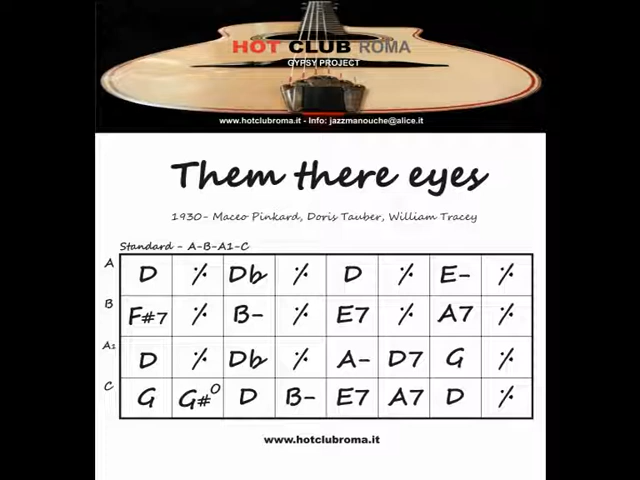 HOT CLUB ROMA
GYPSY PROJECT
www.hotclubroma.it - Info: jazzmanouche@alice.it
Them there eyes
1930- Maceo Pinkard, Doris Tauber, William Tracey
Standard - A-B-A1-C
A D ٪ Db ٪ D ٪ E- ٪
B F#7 ٪ B- ٪ E7 ٪ A7 ٪
A1 D ٪ Db ٪ A- D7 G ٪
C G G#O D B- E7 A7 D ٪
www.hotclubroma.it